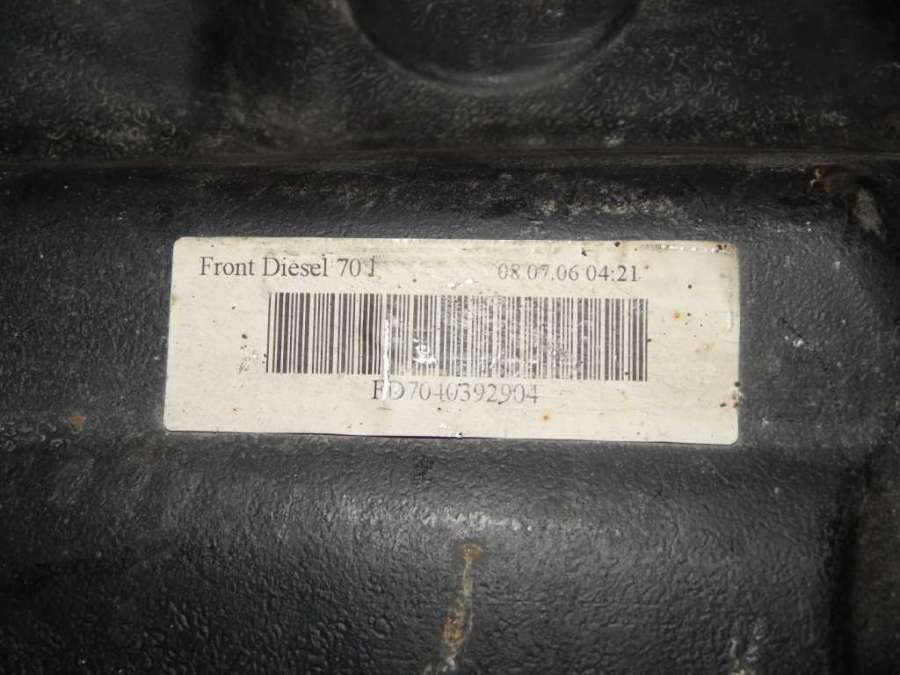 Front Diesel 70 l
08.07.06 04:21
FD7040392904